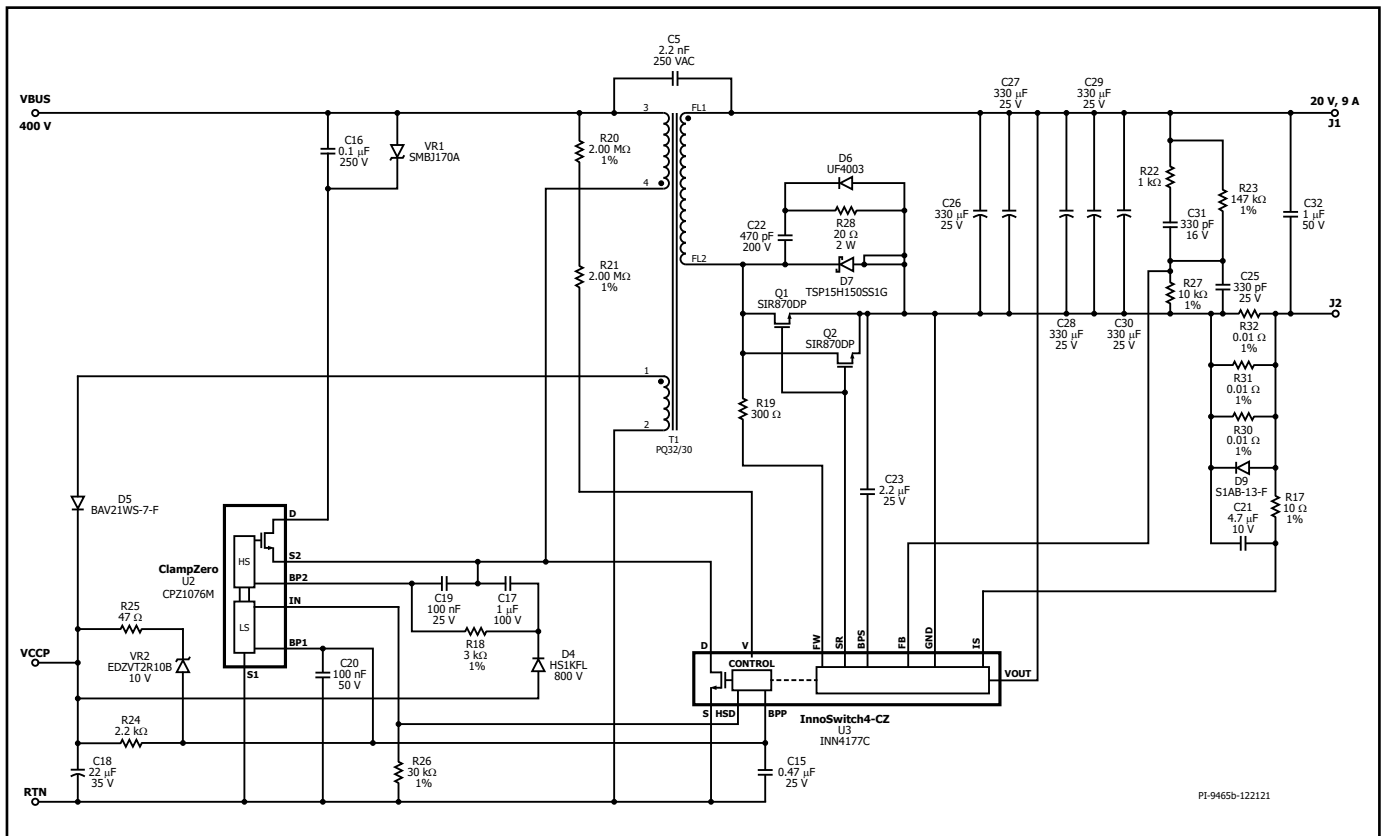 C5
2.2 nF
250 VAC
VBUS
400 V
C16
0.1 µF
250 V
VR1
SMBJ170A
R20
2.00 MΩ
1%
3
4
FL1
FL2
R21
2.00 MΩ
1%
1
2
T1
PQ32/30
D6
UF4003
R28
20 Ω
2 W
C22
470 pF
200 V
D7
TSP15H150SS1G
Q1
SIR870DP
Q2
SIR870DP
R19
300 Ω
C23
2.2 µF
25 V
C26
330 µF
25 V
C27
330 µF
25 V
C29
330 µF
25 V
C28
330 µF
25 V
C30
330 µF
25 V
R22
1 kΩ
C31
330 pF
16 V
R23
147 kΩ
1%
R27
10 kΩ
1%
C25
330 pF
25 V
C32
1 µF
50 V
20 V, 9 A
J1
J2
R32
0.01 Ω
1%
R31
0.01 Ω
1%
R30
0.01 Ω
1%
D9
S1AB-13-F
C21
4.7 µF
10 V
R17
10 Ω
1%
D5
BAV21WS-7-F
ClampZero
U2
CPZ1076M
HS
LS
D
S2
BP2
IN
BP1
S1
C19
100 nF
25 V
C17
1 µF
100 V
R18
3 kΩ
1%
D4
HS1KFL
800 V
C20
100 nF
50 V
R25
47 Ω
VR2
EDZVT2R10B
10 V
VCCP
R24
2.2 kΩ
C18
22 µF
35 V
RTN
R26
30 kΩ
1%
C15
0.47 µF
25 V
D
V
FW
SR
BPS
FB
GND
IS
CONTROL
VOUT
S
HSD
BPP
InnoSwitch4-CZ
U3
INN4177C
PI-9465b-122121